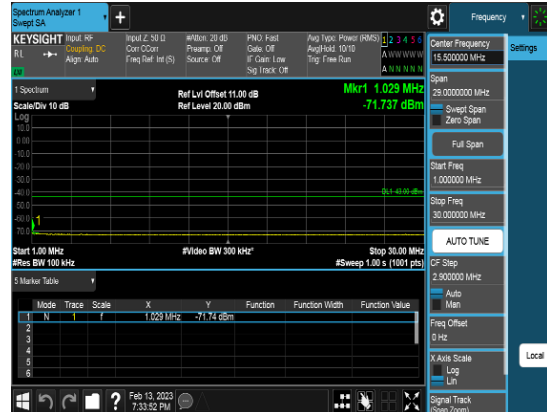 Spectrum Analyzer 1
Swept SA
+
Frequency
KEYSIGHT
RL
Input: RF
Coupling: DC
Align: Auto
Input Z: 50 Ω
Corr CCorr
Freq Ref: Int (S)
#Atten: 20 dB
Preamp: Off
Source: Off
PNO: Fast
Gate: Off
IF Gain: Low
Sig Track: Off
Avg Type: Power (RMS)
Avg|Hold: 10/10
Trig: Free Run
1 2 3 4 5 6
A W W W W W
A N N N N N
1 Spectrum
Scale/Div 10 dB
Ref Lvl Offset 11.00 dB
Ref Level 20.00 dBm
Mkr1 1.029 MHz
-71.737 dBm
Log
10.0
0.00
-10.0
-20.0
-30.0
-40.0
-50.0
-60.0
-70.0
DL1 -43.00 dBm
1
Start 1.00 MHz
#Res BW 100 kHz
#Video BW 300 kHz*
Stop 30.00 MHz
#Sweep 1.00 s (1001 pts)
5 Marker Table
Mode Trace Scale X Y Function Function Width Function Value
1 N 1 f 1.029 MHz -71.74 dBm
2
3
4
5
6
Feb 13, 2023
7:33:52 PM
Center Frequency
15.500000 MHz
Settings
Span
29.0000000 MHz
Swept Span
Zero Span
Full Span
Start Freq
1.000000 MHz
Stop Freq
30.000000 MHz
AUTO TUNE
CF Step
2.900000 MHz
Auto
Man
Freq Offset
0 Hz
X Axis Scale
Log
Lin
Local
Signal Track
(Span Zoom)